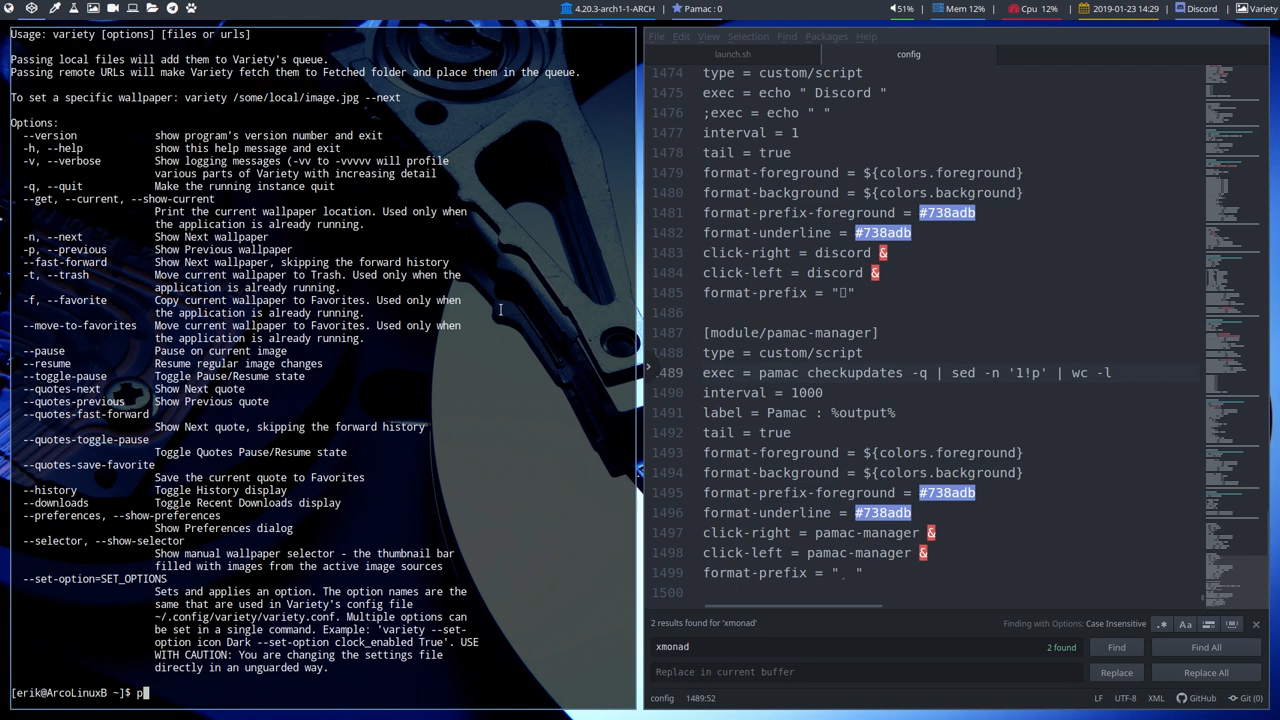 4.20.3-arch1-1-ARCH Pamac : 0 51% Mem 12% Cpu 12% 2019-01-23 14:29 Discord Variety
Usage: variety [options] [files or urls]
Passing local files will add them to Variety's queue.
Passing remote URLs will make Variety fetch them to Fetched folder and place them in the queue.
To set a specific wallpaper: variety /some/local/image.jpg --next
Options:
--version show program's version number and exit
-h, --help show this help message and exit
-v, --verbose Show logging messages (-vv to -vvvvv will profile
various parts of Variety with increasing detail
-q, --quit Make the running instance quit
--get, --current, --show-current
Print the current wallpaper location. Used only when
the application is already running.
-n, --next Show Next wallpaper
-p, --previous Show Previous wallpaper
--fast-forward Show Next wallpaper, skipping the forward history
-t, --trash Move current wallpaper to Trash. Used only when the
application is already running.
-f, --favorite Copy current wallpaper to Favorites. Used only when
the application is already running.
--move-to-favorites Move current wallpaper to Favorites. Used only when
the application is already running.
--pause Pause on current image
--resume Resume regular image changes
--toggle-pause Toggle Pause/Resume state
--quotes-next Show Next quote
--quotes-previous Show Previous quote
--quotes-fast-forward
Show Next quote, skipping the forward history
--quotes-toggle-pause
Toggle Quotes Pause/Resume state
--quotes-save-favorite
Save the current quote to Favorites
--history Toggle History display
--downloads Toggle Recent Downloads display
--preferences, --show-preferences
Show Preferences dialog
--selector, --show-selector
Show manual wallpaper selector - the thumbnail bar
filled with images from the active image sources
--set-option=SET_OPTIONS
Sets and applies an option. The option names are the
same that are used in Variety's config file
~/.config/variety/variety.conf. Multiple options can
be set in a single command. Example: 'variety --set-
option icon Dark --set-option clock_enabled True'. USE
WITH CAUTION: You are changing the settings file
directly in an unguarded way.
[erik@ArcoLinuxB ~]$ p
File Edit View Selection Find Packages Help
launch.sh config
1474 type = custom/script
1475 exec = echo " Discord "
1476 ;exec = echo " "
1477 interval = 1
1478 tail = true
1479 format-foreground = ${colors.foreground}
1480 format-background = ${colors.background}
1481 format-prefix-foreground = #738adb
1482 format-underline = #738adb
1483 click-right = discord &
1484 click-left = discord &
1485 format-prefix = "▯"
1486
1487 [module/pamac-manager]
1488 type = custom/script
1489 exec = pamac checkupdates -q | sed -n '1!p' | wc -l
1490 interval = 1000
1491 label = Pamac : %output%
1492 tail = true
1493 format-foreground = ${colors.foreground}
1494 format-background = ${colors.background}
1495 format-prefix-foreground = #738adb
1496 format-underline = #738adb
1497 click-right = pamac-manager &
1498 click-left = pamac-manager &
1499 format-prefix = " "
1500
2 results found for 'xmonad' Finding with Options: Case Insensitive .* Aa
xmonad 2 found Find Find All
Replace in current buffer Replace Replace All
config 1489:52 LF UTF-8 XML GitHub Git (0)